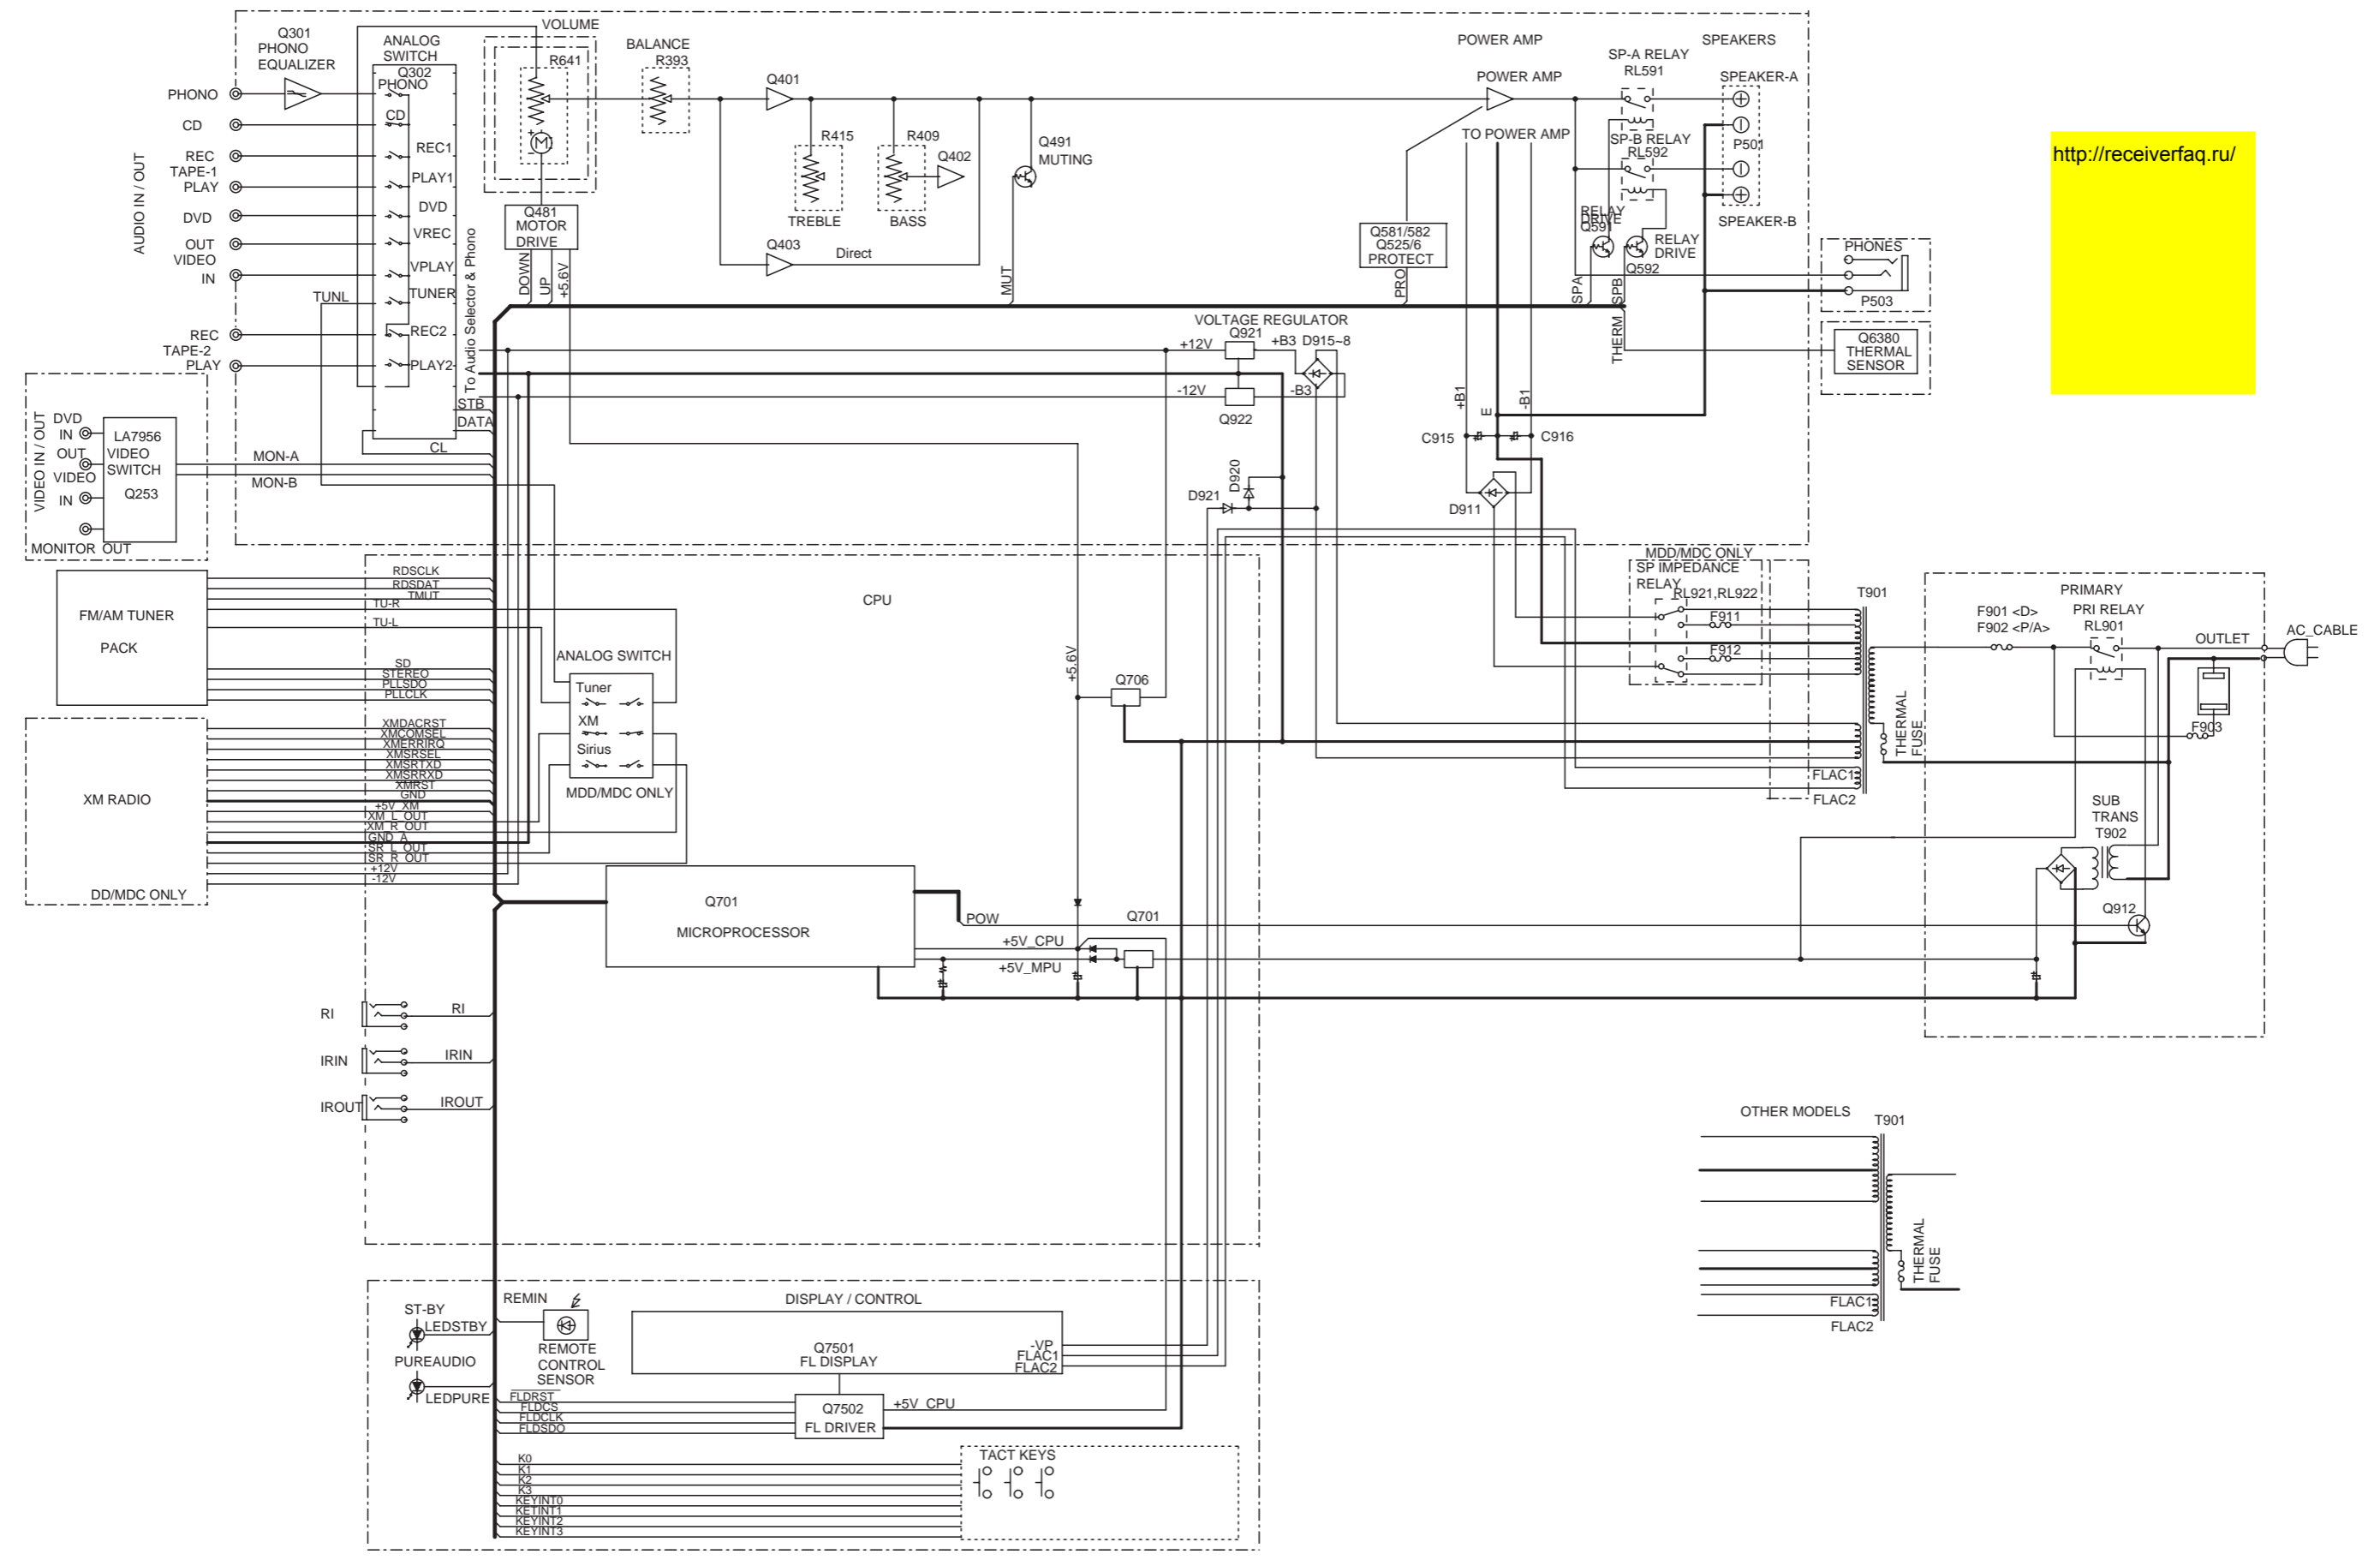 Q301
PHONO
EQUALIZER
ANALOG
SWITCH
Q302
PHONO
CD
REC1
PLAY1
DVD
VREC
VPLAY
TUNER
REC2
PLAY2
STB
DATA
CL
AUDIO IN / OUT
PHONO
CD
REC
TAPE-1
PLAY
DVD
OUT
VIDEO
IN
TUNL
REC
TAPE-2
PLAY
To Audio Selector & Phono
VOLUME
R641
+
M
-
Q481
MOTOR
DRIVE
DOWN
UP
+5.6V
BALANCE
R393
Q401
R415
TREBLE
R409
BASS
Q402
Q403
Direct
Q491
MUTING
MUT
POWER AMP
POWER AMP
TO POWER AMP
Q581/582
Q525/6
PROTECT
PRO
SP-A RELAY
RL591
SP-B RELAY
RL592
RELAY
DRIVE
Q591
RELAY
DRIVE
Q592
SPA
SPB
THERM
SPEAKERS
SPEAKER-A
P501
SPEAKER-B
PHONES
P503
Q6380
THERMAL
SENSOR
http://receiverfaq.ru/
VOLTAGE REGULATOR
Q921
+12V
+B3
D915~8
-12V
-B3
Q922
+B1
E
-B1
C915
C916
D911
D920
D921
VIDEO IN / OUT
DVD
IN
OUT
VIDEO
IN
MONITOR OUT
LA7956
VIDEO
SWITCH
Q253
MON-A
MON-B
FM/AM TUNER
PACK
RDSCLK
RDSDAT
TMUT
TU-R
TU-L
SD
STEREO
PLLSDO
PLLCLK
XM RADIO
DD/MDC ONLY
XMDACRST
XMCOMSEL
XMERRIRQ
XMSRSEL
XMSRTXD
XMSRRXD
XMRST
GND
+5V_XM
XM_L_OUT
XM_R_OUT
GND_A
SR_L_OUT
SR_R_OUT
+12V
-12V
CPU
ANALOG SWITCH
Tuner
XM
Sirius
MDD/MDC ONLY
+5.6V
Q706
Q701
MICROPROCESSOR
POW
Q701
+5V_CPU
+5V_MPU
MDD/MDC ONLY
SP IMPEDANCE
RELAY
RL921,RL922
F911
F912
T901
FLAC1
FLAC2
THERMAL
FUSE
PRIMARY
F901 <D>
F902 <P/A>
PRI RELAY
RL901
OUTLET
AC_CABLE
F903
SUB
TRANS
T902
Q912
RI
RI
IRIN
IRIN
IROUT
IROUT
OTHER MODELS
T901
THERMAL
FUSE
FLAC1
FLAC2
ST-BY
LEDSTBY
PUREAUDIO
LEDPURE
REMIN
REMOTE
CONTROL
SENSOR
DISPLAY / CONTROL
Q7501
FL DISPLAY
-VP
FLAC1
FLAC2
FLDRST
FLDCS
FLDCLK
FLDSDO
Q7502
FL DRIVER
+5V_CPU
TACT KEYS
K0
K1
K2
K3
KEYINT0
KETINT1
KEYINT2
KEYINT3